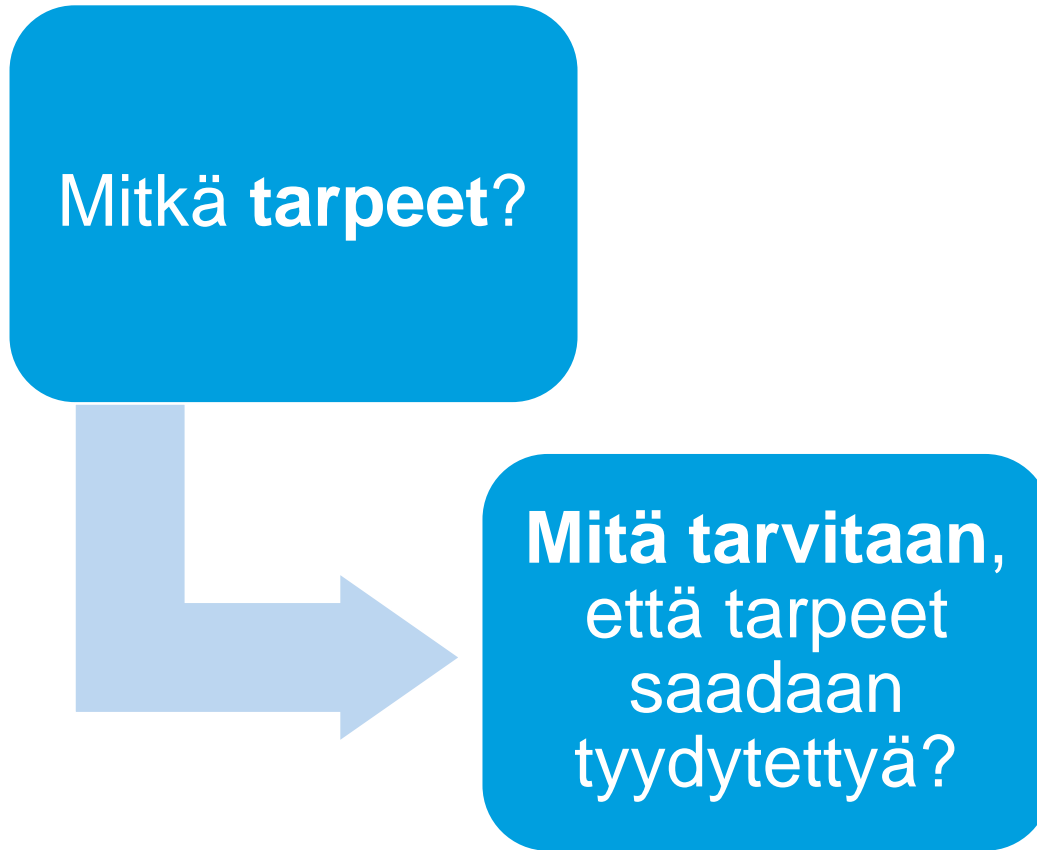 Mitkä tarpeet?
Mitä tarvitaan,
että tarpeet
saadaan
tyydytettyä?